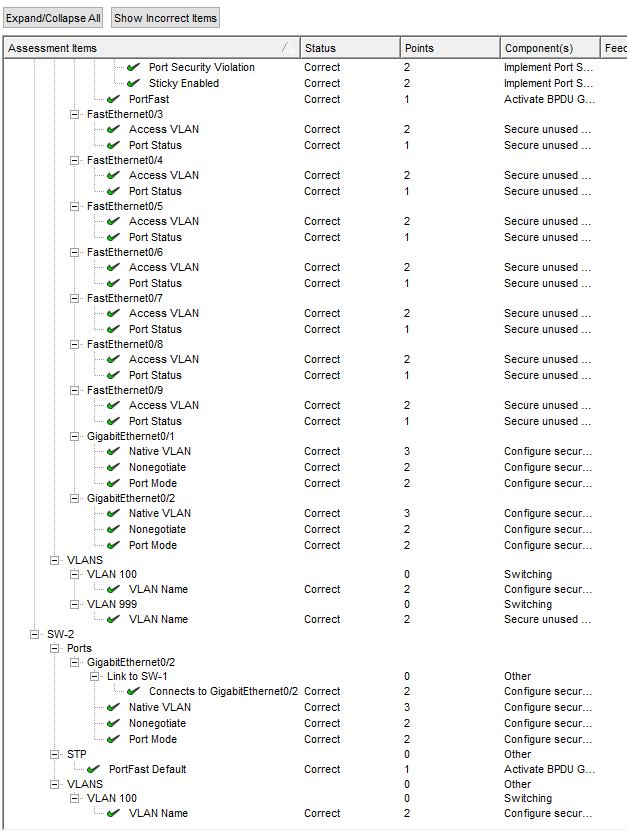 Expand/Collapse All Show Incorrect Items
Assessment Items Status Points Component(s) Feed
Port Security Violation Correct 2 Implement Port S...
Sticky Enabled Correct 2 Implement Port S...
PortFast Correct 1 Activate BPDU G...
FastEthernet0/3
Access VLAN Correct 2 Secure unused ...
Port Status Correct 1 Secure unused ...
FastEthernet0/4
Access VLAN Correct 2 Secure unused ...
Port Status Correct 1 Secure unused ...
FastEthernet0/5
Access VLAN Correct 2 Secure unused ...
Port Status Correct 1 Secure unused ...
FastEthernet0/6
Access VLAN Correct 2 Secure unused ...
Port Status Correct 1 Secure unused ...
FastEthernet0/7
Access VLAN Correct 2 Secure unused ...
Port Status Correct 1 Secure unused ...
FastEthernet0/8
Access VLAN Correct 2 Secure unused ...
Port Status Correct 1 Secure unused ...
FastEthernet0/9
Access VLAN Correct 2 Secure unused ...
Port Status Correct 1 Secure unused ...
GigabitEthernet0/1
Native VLAN Correct 3 Configure secur...
Nonegotiate Correct 2 Configure secur...
Port Mode Correct 2 Configure secur...
GigabitEthernet0/2
Native VLAN Correct 3 Configure secur...
Nonegotiate Correct 2 Configure secur...
Port Mode Correct 2 Configure secur...
VLANS
VLAN 100 0 Switching
VLAN Name Correct 2 Configure secur...
VLAN 999 0 Switching
VLAN Name Correct 2 Secure unused ...
SW-2
Ports
GigabitEthernet0/2
Link to SW-1 0 Other
Connects to GigabitEthernet0/2 Correct 2 Configure secur...
Native VLAN Correct 3 Configure secur...
Nonegotiate Correct 2 Configure secur...
Port Mode Correct 2 Configure secur...
STP 0 Other
PortFast Default Correct 1 Activate BPDU G...
VLANS 0 Other
VLAN 100 0 Switching
VLAN Name Correct 2 Configure secur...